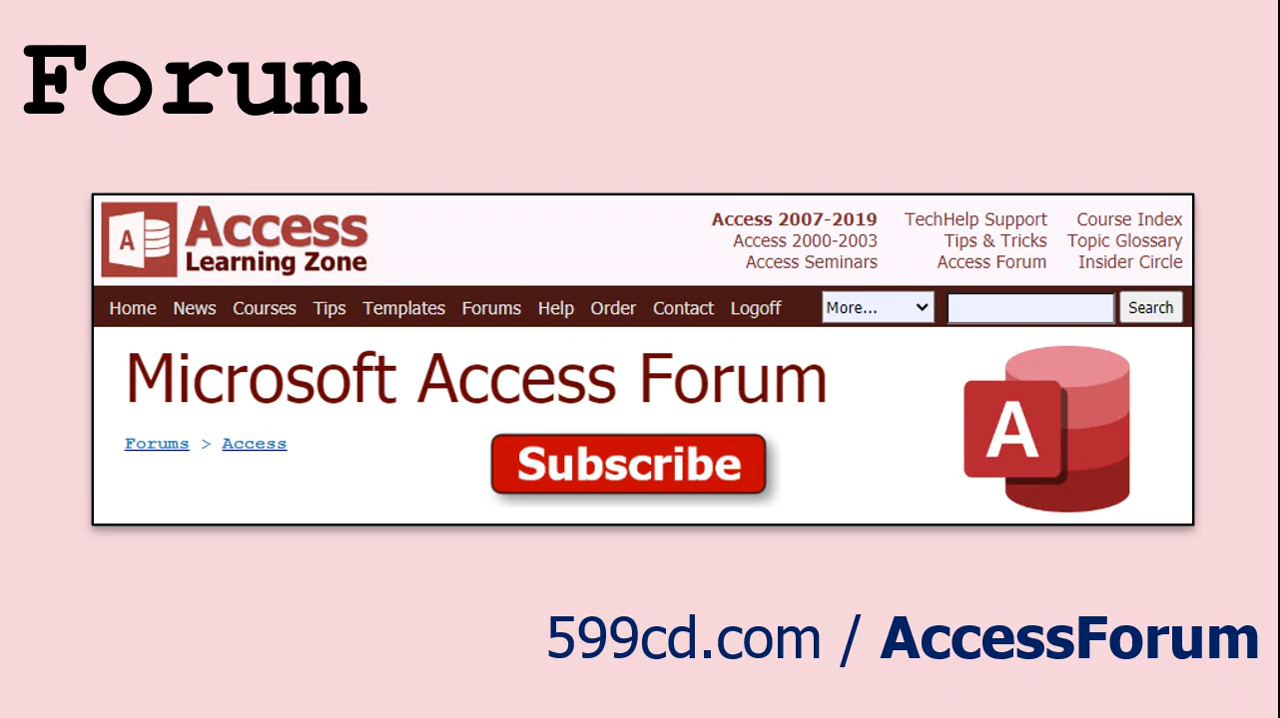 Forum
A Access
Learning Zone
Access 2007-2019 TechHelp Support Course Index
Access 2000-2003 Tips & Tricks Topic Glossary
Access Seminars Access Forum Insider Circle
Home News Courses Tips Templates Forums Help Order Contact Logoff More... Search
Microsoft Access Forum
A
Forums > Access
Subscribe
599cd.com / AccessForum